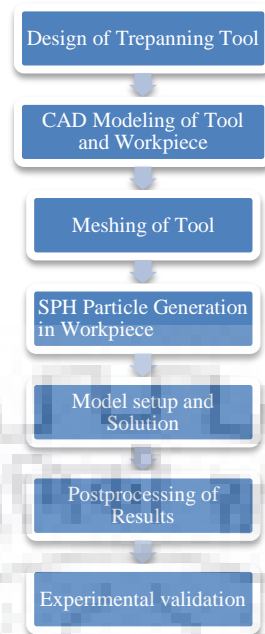 Design of Trepanning Tool
CAD Modeling of Tool
and Workpiece
Meshing of Tool
SPH Particle Generation
in Workpiece
Model setup and
Solution
Postprocessing of
Results
Experimental validation